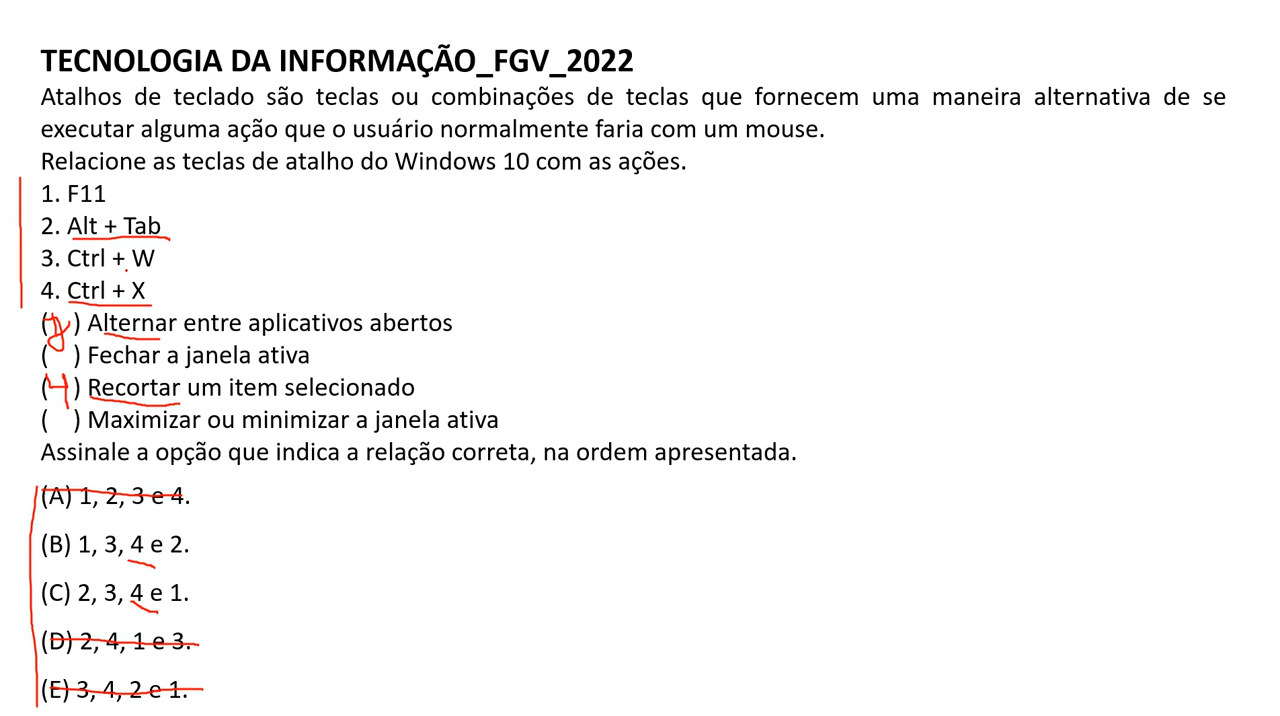 TECNOLOGIA DA INFORMAÇÃO_FGV_2022
Atalhos de teclado são teclas ou combinações de teclas que fornecem uma maneira alternativa de se
executar alguma ação que o usuário normalmente faria com um mouse.
Relacione as teclas de atalho do Windows 10 com as ações.
1. F11
2. Alt + Tab
3. Ctrl + W
4. Ctrl + X
( ) Alternar entre aplicativos abertos
( ) Fechar a janela ativa
(4) Recortar um item selecionado
( ) Maximizar ou minimizar a janela ativa
Assinale a opção que indica a relação correta, na ordem apresentada.
(A) 1, 2, 3 e 4.
(B) 1, 3, 4 e 2.
(C) 2, 3, 4 e 1.
(D) 2, 4, 1 e 3.
(E) 3, 4, 2 e 1.